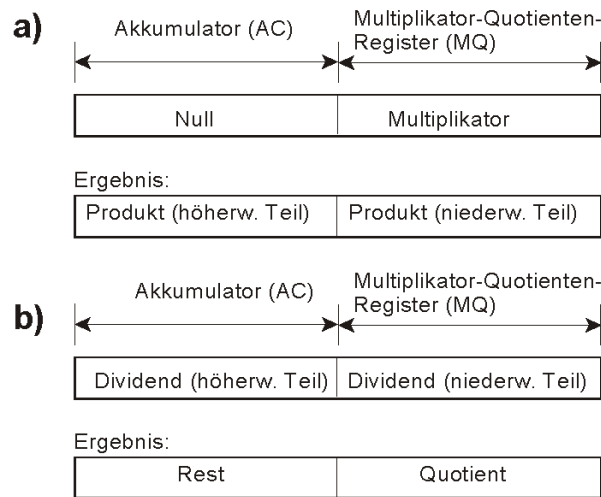 a)
Akkumulator (AC)
Multiplikator-Quotienten-
Register (MQ)
Null
Multiplikator
Ergebnis:
Produkt (höherw. Teil)
Produkt (niederw. Teil)
b)
Akkumulator (AC)
Multiplikator-Quotienten-
Register (MQ)
Dividend (höherw. Teil)
Dividend (niederw. Teil)
Ergebnis:
Rest
Quotient